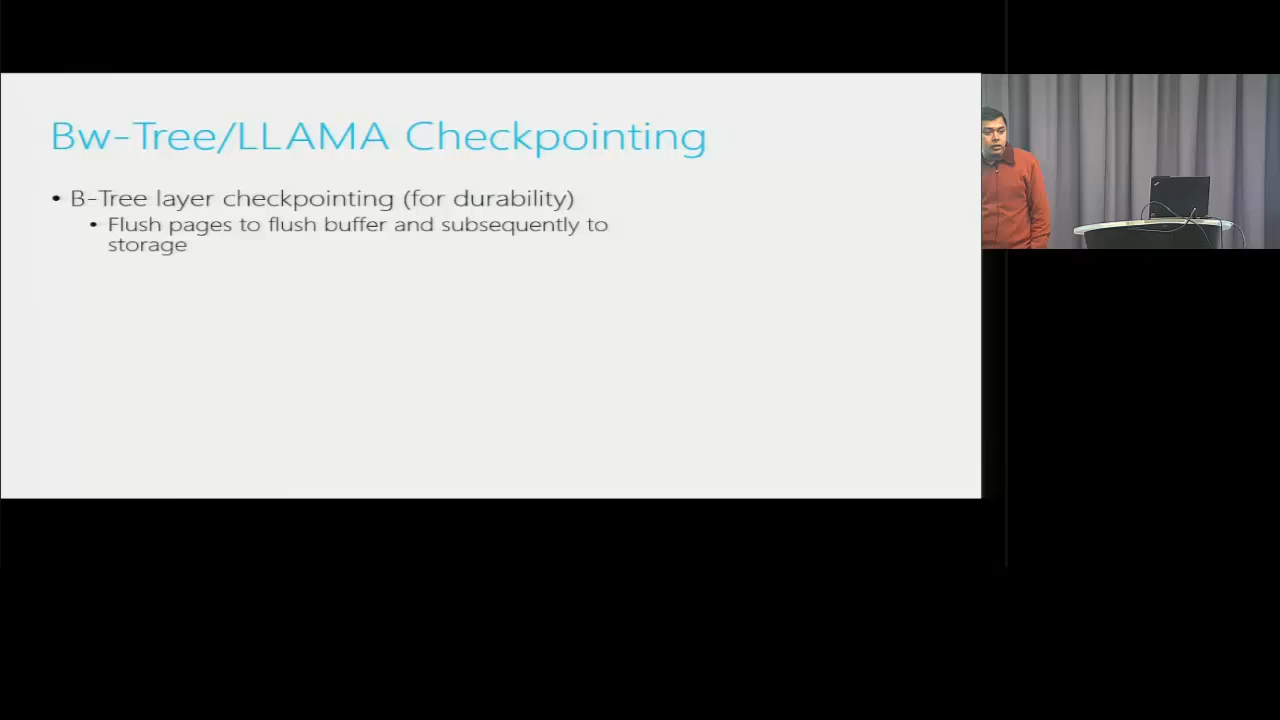 Bw-Tree/LLAMA Checkpointing
• B-Tree layer checkpointing (for durability)
• Flush pages to flush buffer and subsequently to
storage